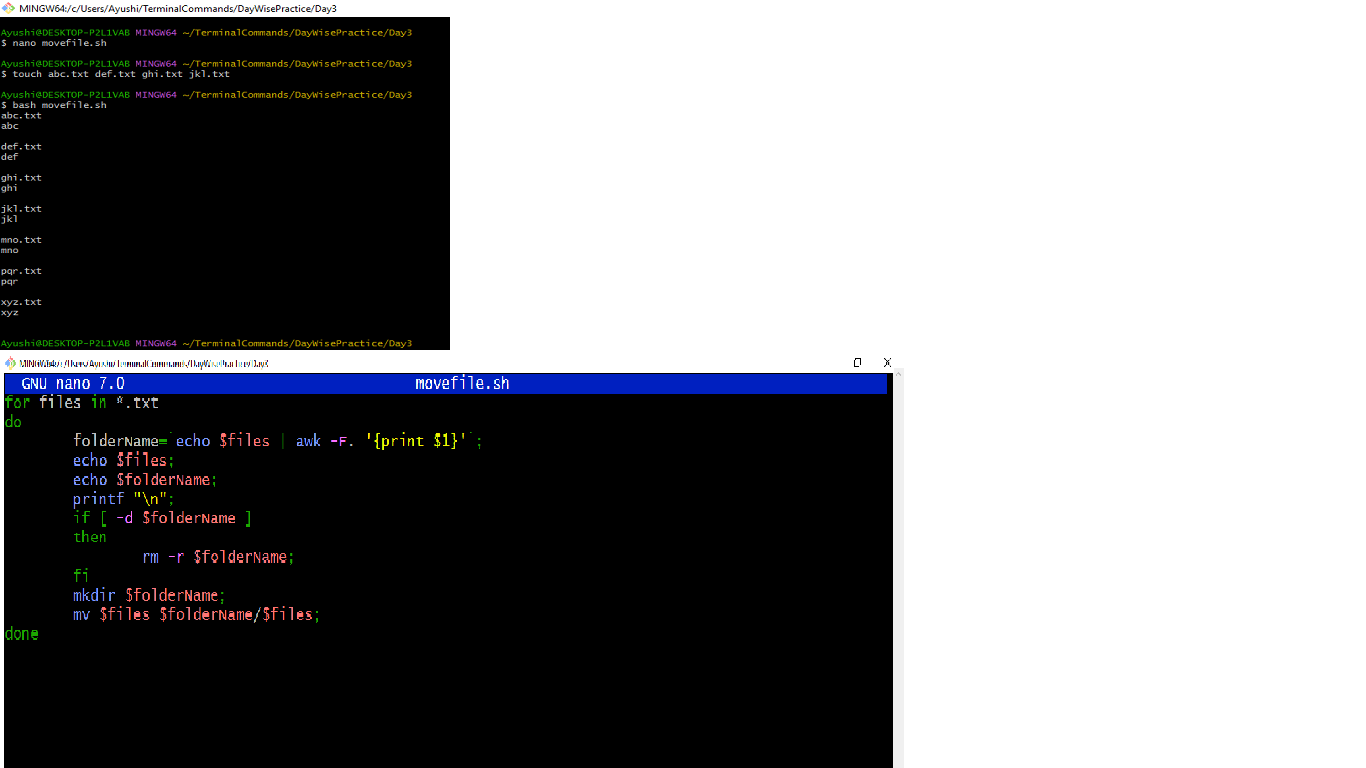 MINGW64:/c/Users/Ayushi/TerminalCommands/DayWisePractice/Day3
Ayushi@DESKTOP-P2L1VAB MINGW64 ~/TerminalCommands/DayWisePractice/Day3
$ nano movefile.sh
Ayushi@DESKTOP-P2L1VAB MINGW64 ~/TerminalCommands/DayWisePractice/Day3
$ touch abc.txt def.txt ghi.txt jkl.txt
Ayushi@DESKTOP-P2L1VAB MINGW64 ~/TerminalCommands/DayWisePractice/Day3
$ bash movefile.sh
abc.txt
abc
def.txt
def
ghi.txt
ghi
jkl.txt
jkl
mno.txt
mno
pqr.txt
pqr
xyz.txt
xyz
Ayushi@DESKTOP-P2L1VAB MINGW64 ~/TerminalCommands/DayWisePractice/Day3
MINGW64:/c/Users/Ayushi/TerminalCommands/DayWisePractice/Day3
GNU nano 7.0 movefile.sh
for files in *.txt
do
folderName=`echo $files | awk -F. '{print $1}'`;
echo $files;
echo $folderName;
printf "\n";
if [ -d $folderName ]
then
rm -r $folderName;
fi
mkdir $folderName;
mv $files $folderName/$files;
done